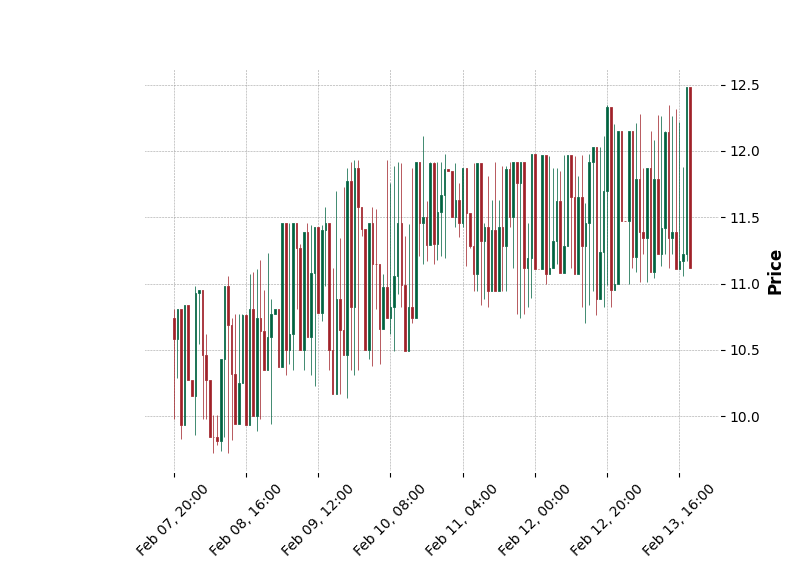 12.5
12.0
11.5
11.0
10.5
10.0
Price
Feb 07, 20:00
Feb 08, 16:00
Feb 09, 12:00
Feb 10, 08:00
Feb 11, 04:00
Feb 12, 00:00
Feb 12, 20:00
Feb 13, 16:00